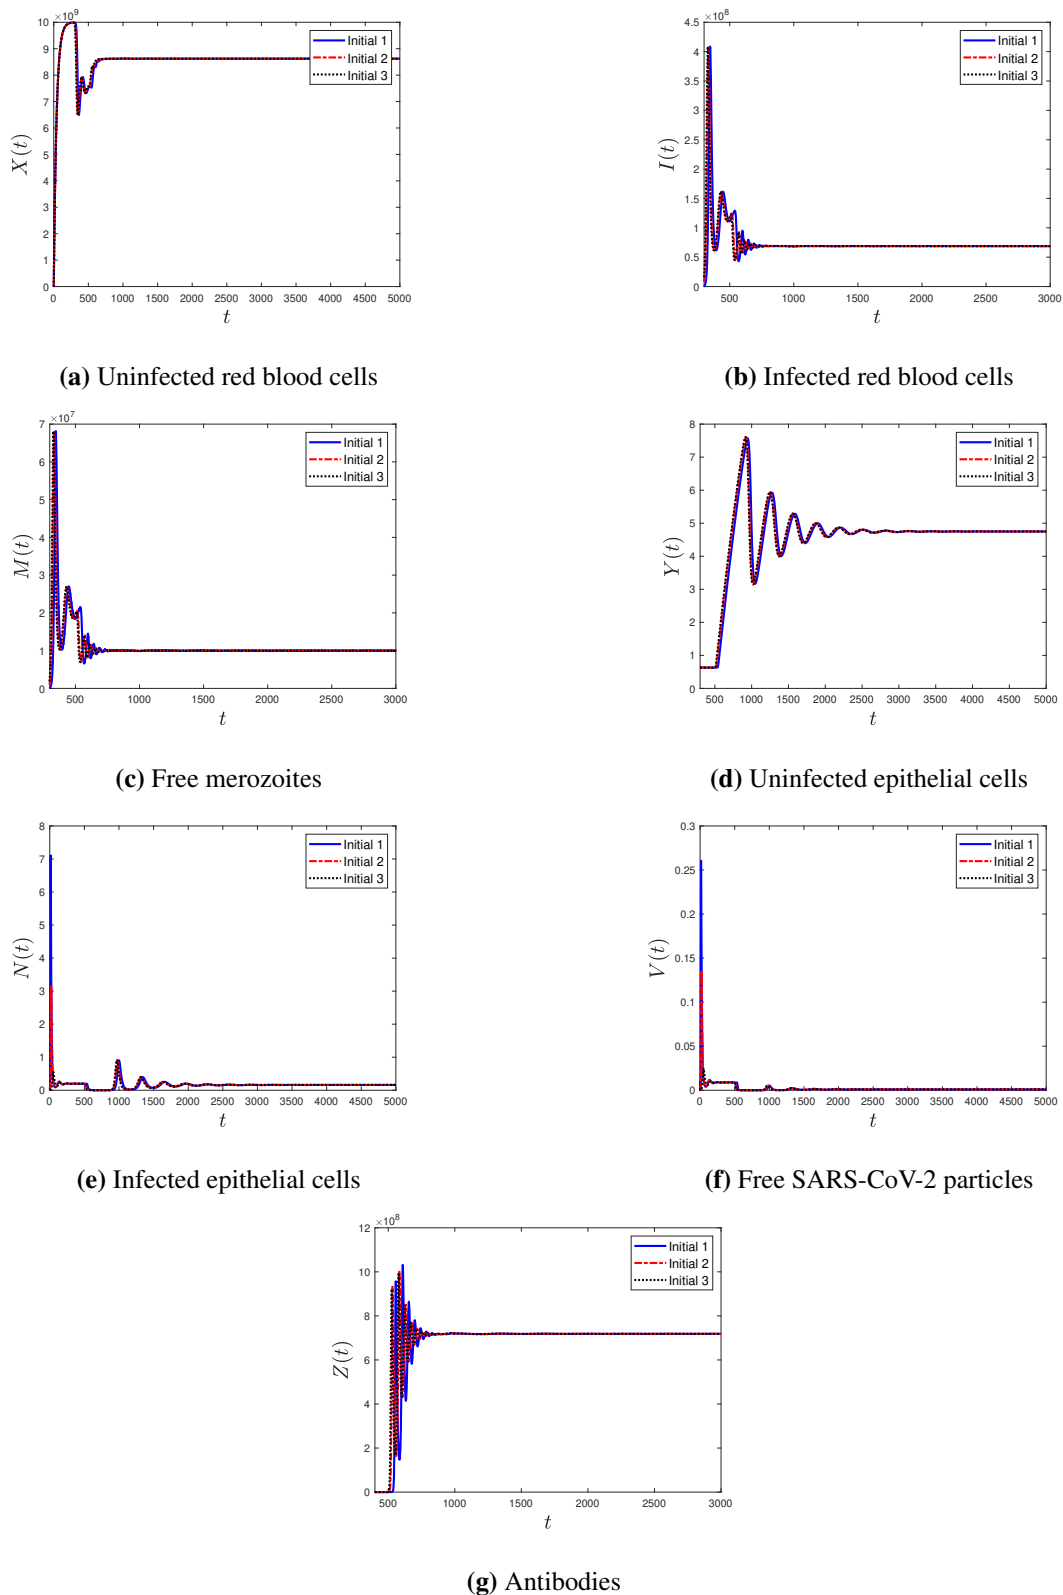 ×10^9
10
9
8
7
6
5
4
3
2
1
0
X(t)
0 500 1000 1500 2000 2500 3000 3500 4000 4500 5000
t
Initial 1
Initial 2
Initial 3
(a) Uninfected red blood cells
×10^8
4.5
4
3.5
3
2.5
2
1.5
1
0.5
0
I(t)
500 1000 1500 2000 2500 3000
t
Initial 1
Initial 2
Initial 3
(b) Infected red blood cells
×10^7
7
6
5
4
3
2
1
0
M(t)
500 1000 1500 2000 2500 3000
t
Initial 1
Initial 2
Initial 3
(c) Free merozoites
8
7
6
5
4
3
2
1
0
Y(t)
500 1000 1500 2000 2500 3000 3500 4000 4500 5000
t
Initial 1
Initial 2
Initial 3
(d) Uninfected epithelial cells
8
7
6
5
4
3
2
1
0
N(t)
0 500 1000 1500 2000 2500 3000 3500 4000 4500 5000
t
Initial 1
Initial 2
Initial 3
(e) Infected epithelial cells
0.3
0.25
0.2
0.15
0.1
0.05
0
V(t)
0 500 1000 1500 2000 2500 3000 3500 4000 4500 5000
t
Initial 1
Initial 2
Initial 3
(f) Free SARS-CoV-2 particles
×10^8
12
10
8
6
4
2
0
Z(t)
500 1000 1500 2000 2500 3000
t
Initial 1
Initial 2
Initial 3
(g) Antibodies